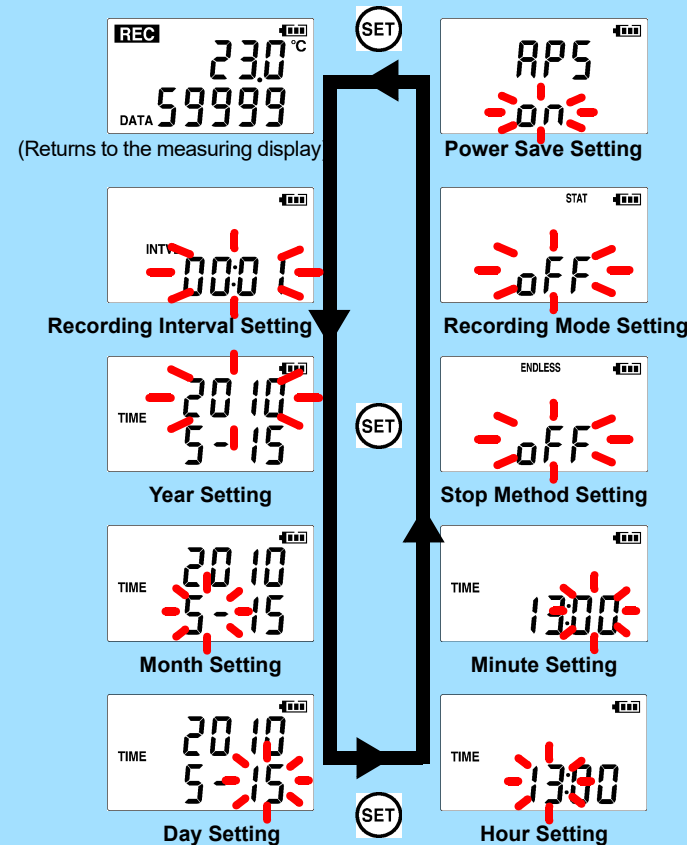 SET
REC
23.0 °C
DATA 59999
(Returns to the measuring display)
APS
on
Power Save Setting
INTVL
00:01
Recording Interval Setting
STAT
oFF
Recording Mode Setting
2010
TIME
5-15
Year Setting
SET
ENDLESS
oFF
Stop Method Setting
2010
TIME
5-15
Month Setting
TIME
13:00
Minute Setting
2010
TIME
5-15
Day Setting
SET
TIME
13:00
Hour Setting